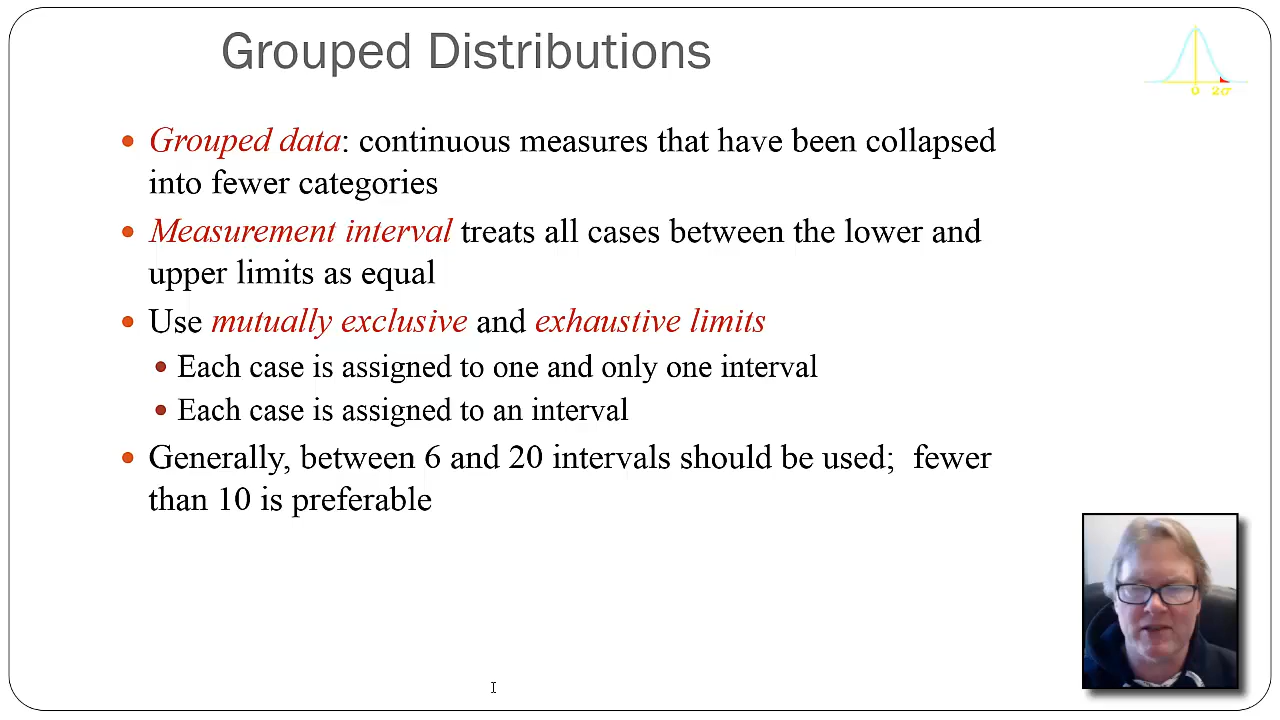 Grouped Distributions
0 2σ
• Grouped data: continuous measures that have been collapsed
into fewer categories
• Measurement interval treats all cases between the lower and
upper limits as equal
• Use mutually exclusive and exhaustive limits
• Each case is assigned to one and only one interval
• Each case is assigned to an interval
• Generally, between 6 and 20 intervals should be used; fewer
than 10 is preferable